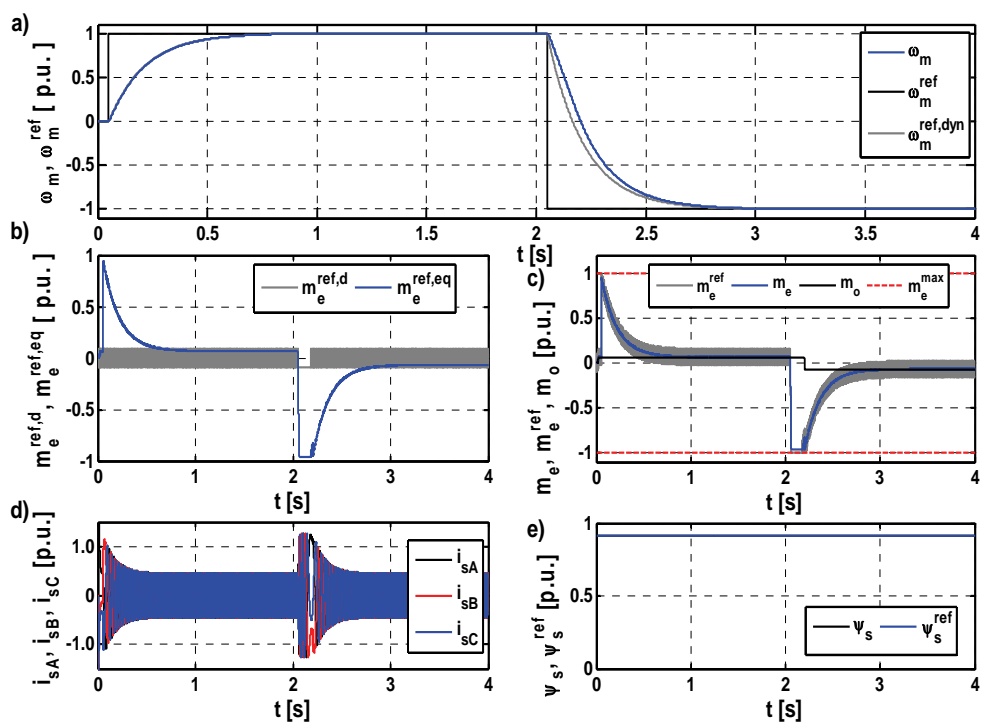 a)
ω_m, ω_m^ref [ p.u. ]
1
0.5
0
-0.5
-1
0 0.5 1 1.5 2 2.5 3 3.5 4
t [s]
ω_m
ω_m^ref
ω_m^ref,dyn
b)
m_e^ref,d, m_e^ref,eq [ p.u. ]
1
0.5
0
-0.5
-1
0 1 2 3 4
t [s]
m_e^ref,d m_e^ref,eq
c)
m_e, m_e^ref, m_o [p.u.]
1
0.5
0
-0.5
-1
0 1 2 3 4
t [s]
m_e^ref m_e m_o m_e^max
d)
i_sA, i_sB, i_sC [p.u.]
1.0
0
-1.0
0 1 2 3 4
t [s]
i_sA
i_sB
i_sC
e)
ψ_s, ψ_s^ref [p.u.]
1
0.5
0
0 1 2 3 4
t [s]
ψ_s ψ_s^ref